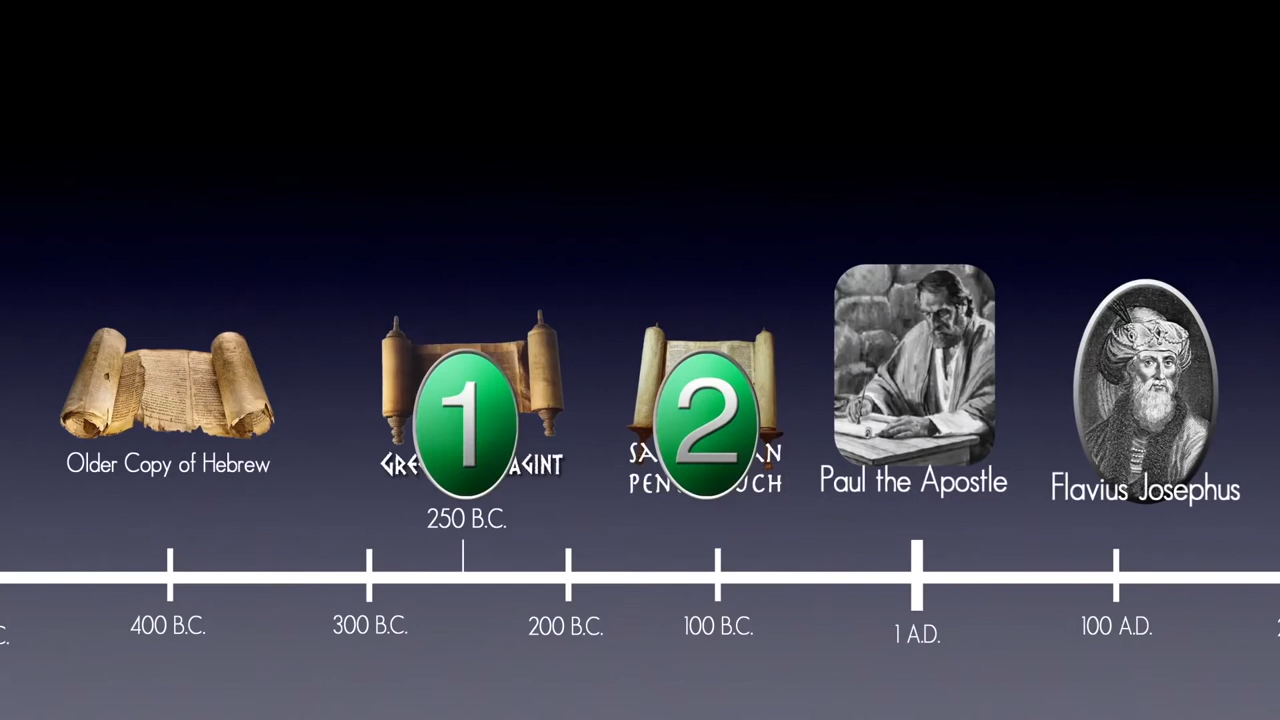 1
2
Older Copy of Hebrew
Paul the Apostle
Flavius Josephus
250 B.C.
400 B.C.
300 B.C.
200 B.C.
100 B.C.
1 A.D.
100 A.D.